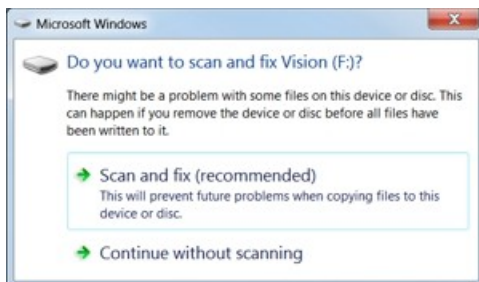 Microsoft Windows
Do you want to scan and fix Vision (F:)?
There might be a problem with some files on this device or disc. This
can happen if you remove the device or disc before all files have
been written to it.
Scan and fix (recommended)
This will prevent future problems when copying files to this
device or disc.
Continue without scanning